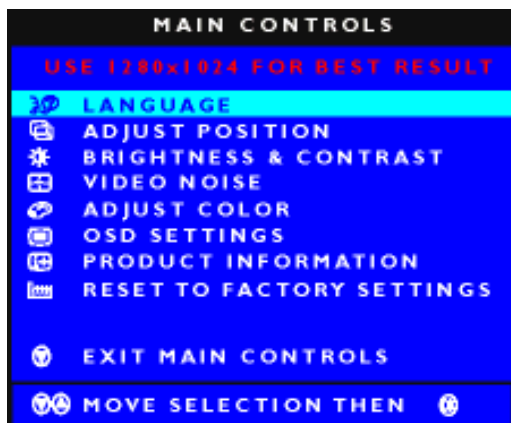 MAIN CONTROLS
USE 1280x1024 FOR BEST RESULT
LANGUAGE
ADJUST POSITION
BRIGHTNESS & CONTRAST
VIDEO NOISE
ADJUST COLOR
OSD SETTINGS
PRODUCT INFORMATION
RESET TO FACTORY SETTINGS
EXIT MAIN CONTROLS
MOVE SELECTION THEN